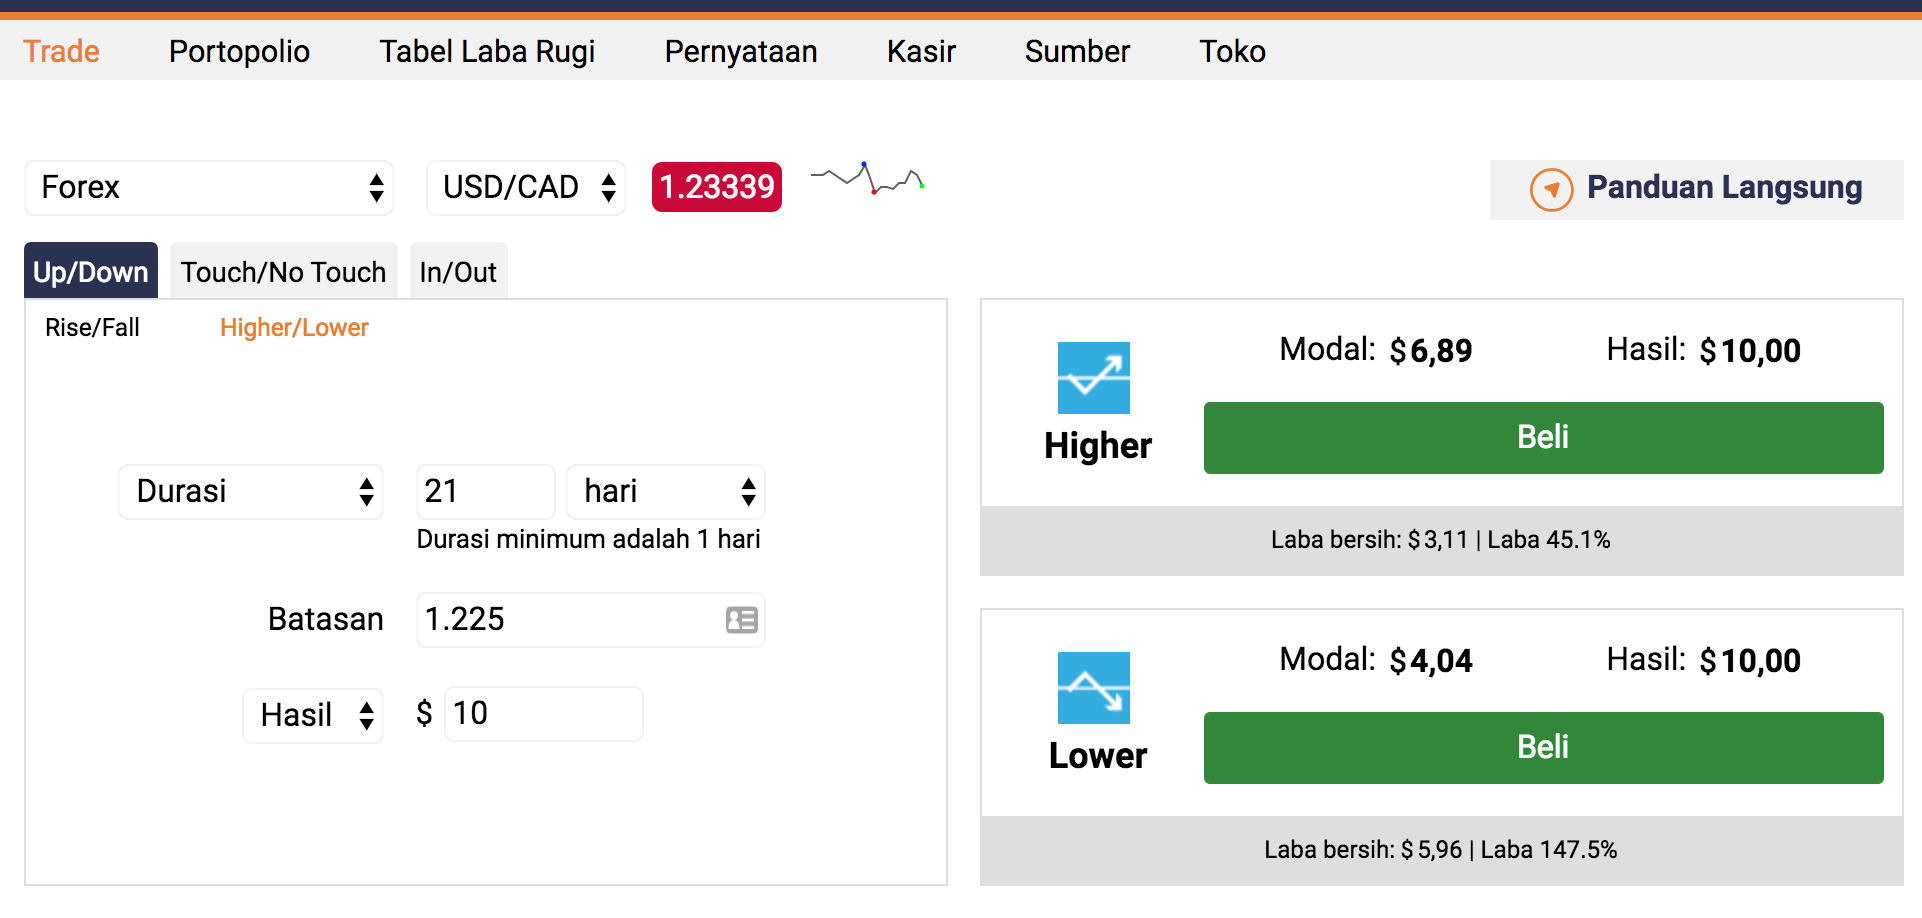 Trade Portopolio Tabel Laba Rugi Pernyataan Kasir Sumber Toko
Forex USD/CAD 1.23339 Panduan Langsung
Up/Down Touch/No Touch In/Out
Rise/Fall Higher/Lower
Durasi 21 hari
Durasi minimum adalah 1 hari
Batasan 1.225
Hasil $ 10
Modal: $6,89 Hasil: $10,00
Higher Beli
Laba bersih: $3,11 | Laba 45.1%
Modal: $4,04 Hasil: $10,00
Lower Beli
Laba bersih: $5,96 | Laba 147.5%